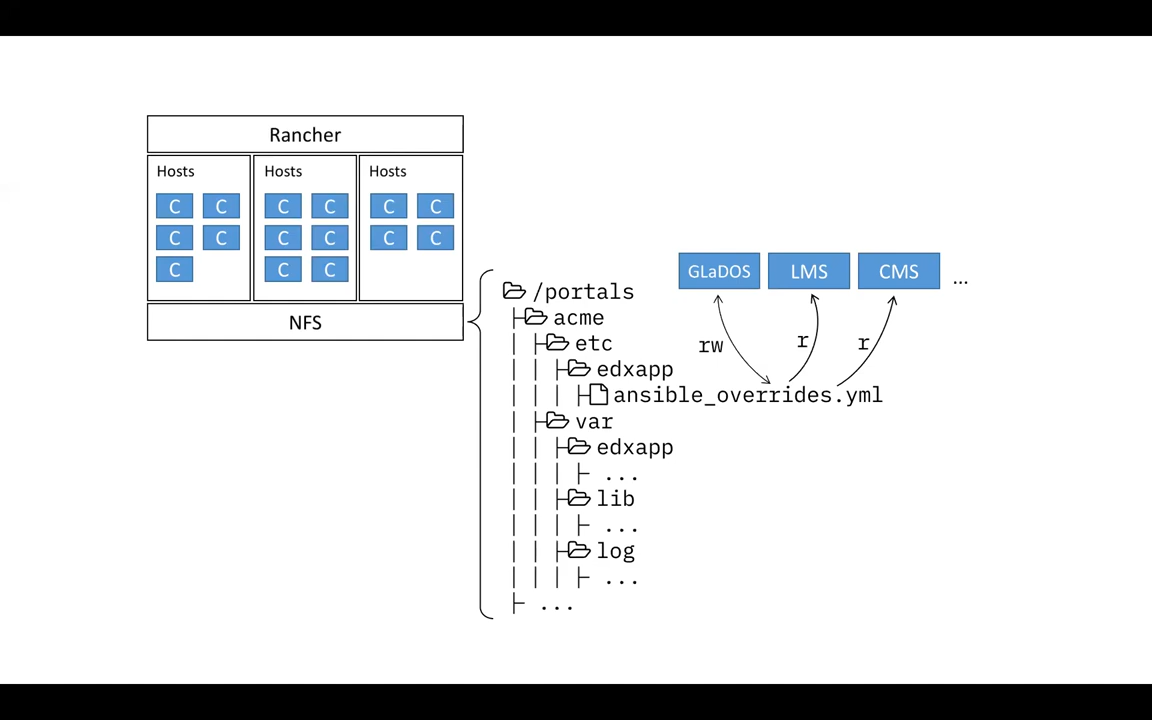 Rancher
Hosts Hosts Hosts
C C C C C C
C C C C C C
C C C
NFS
GLaDOS LMS CMS ...
/portals
acme
etc
rw r r
edxapp
ansible_overrides.yml
var
edxapp
...
lib
...
log
...
...